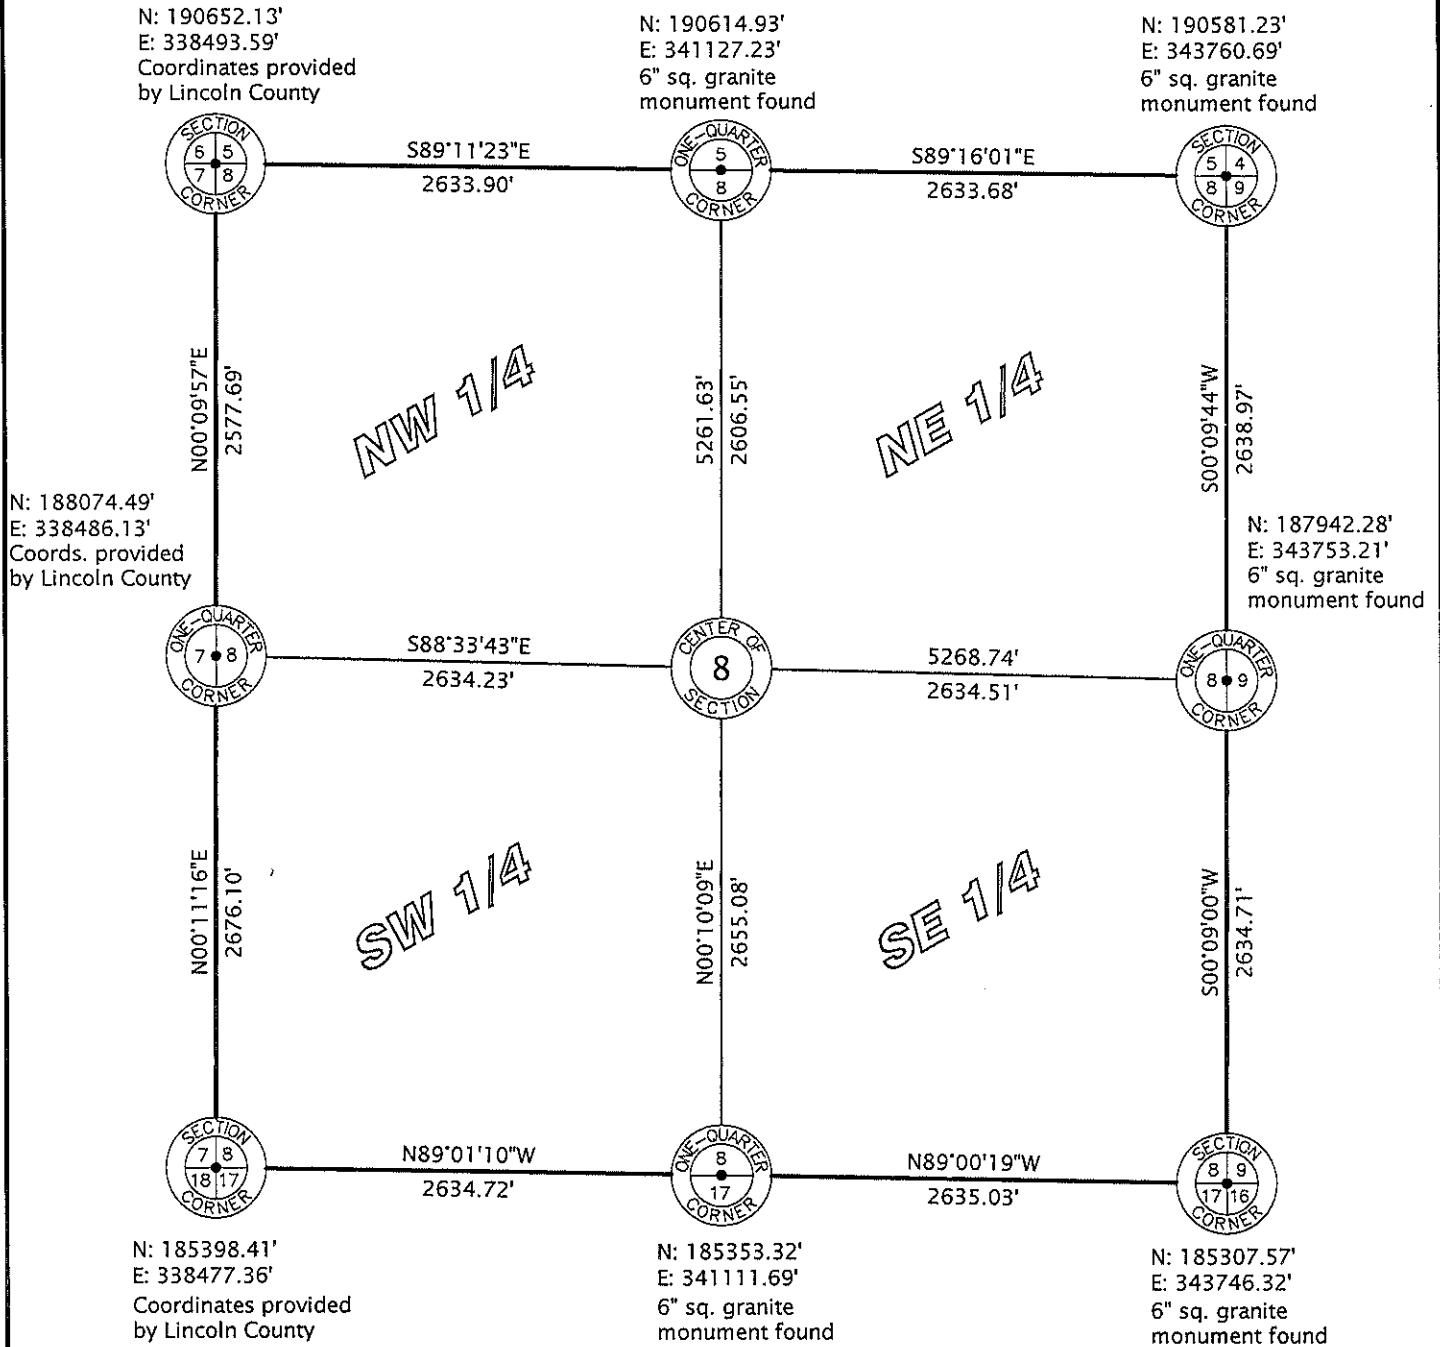 N: 190652.13'
E: 338493.59'
Coordinates provided
by Lincoln County
N: 190614.93'
E: 341127.23'
6" sq. granite
monument found
N: 190581.23'
E: 343760.69'
6" sq. granite
monument found
SECTION
6 5
7 8
CORNER
S89°11'23"E
2633.90'
ONE-QUARTER
5
8
CORNER
S89°16'01"E
2633.68'
SECTION
5 4
8 9
CORNER
N00°09'57"E
2577.69'
NW 1/4
5261.63'
2606.55'
NE 1/4
S00°09'44"W
2638.97'
N: 188074.49'
E: 338486.13'
Coords. provided
by Lincoln County
N: 187942.28'
E: 343753.21'
6" sq. granite
monument found
ONE-QUARTER
7 8
CORNER
S88°33'43"E
2634.23'
CENTER OF
8
SECTION
5268.74'
2634.51'
ONE-QUARTER
8 9
CORNER
N00°11'16"E
2676.10'
SW 1/4
N00°10'09"E
2655.08'
SE 1/4
S00°09'00"W
2634.71'
SECTION
7 8
18 17
CORNER
N89°01'10"W
2634.72'
ONE-QUARTER
8
17
CORNER
N89°00'19"W
2635.03'
SECTION
8 9
17 16
CORNER
N: 185398.41'
E: 338477.36'
Coordinates provided
by Lincoln County
N: 185353.32'
E: 341111.69'
6" sq. granite
monument found
N: 185307.57'
E: 343746.32'
6" sq. granite
monument found